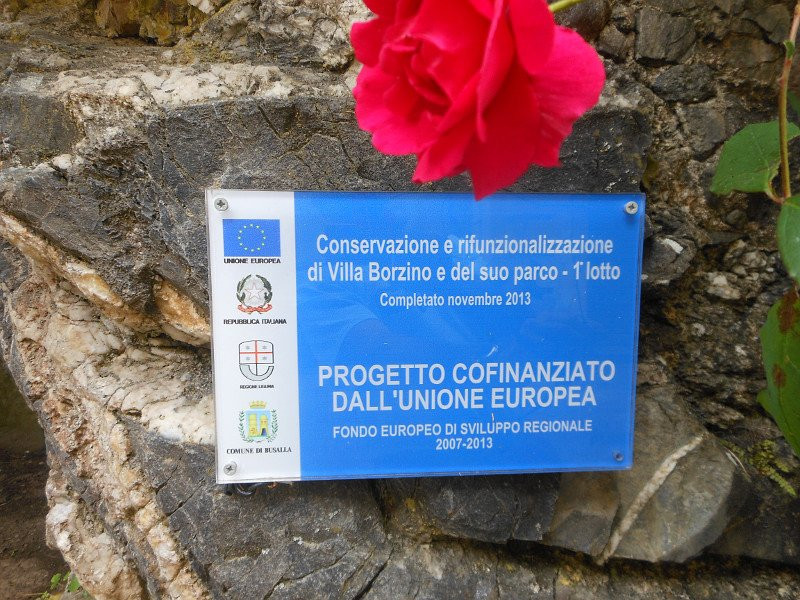 UNIONE EUROPEA
REPUBBLICA ITALIANA
REGIONE LIGURIA
COMUNE DI BUSALLA
Conservazione e rifunzionalizzazione
di Villa Borzino e del suo parco - 1° lotto
Completato novembre 2013
PROGETTO COFINANZIATO
DALL'UNIONE EUROPEA
FONDO EUROPEO DI SVILUPPO REGIONALE
2007-2013